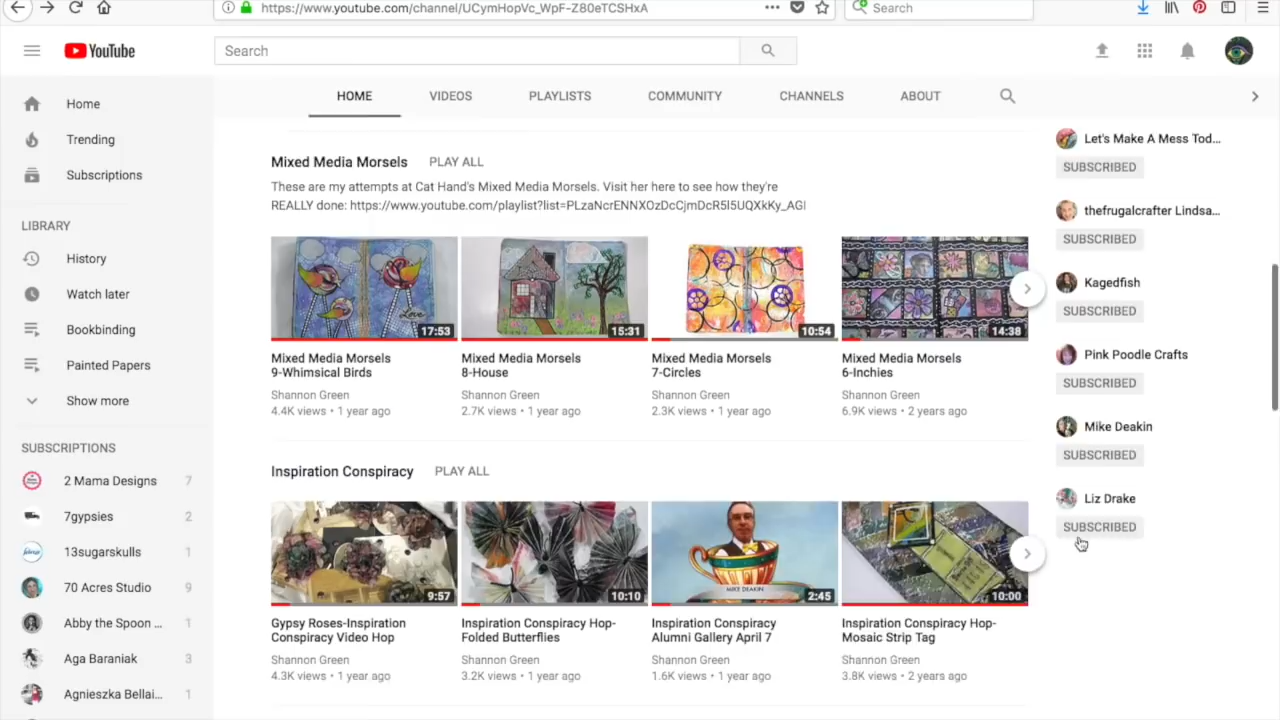 https://www.youtube.com/channel/UCymHopVc_WpF-Z80eTCSHxA
Search
YouTube
Search
HOME
VIDEOS
PLAYLISTS
COMMUNITY
CHANNELS
ABOUT
Home
Trending
Subscriptions
LIBRARY
History
Watch later
Bookbinding
Painted Papers
Show more
SUBSCRIPTIONS
2 Mama Designs 7
7gypsies 2
13sugarskulls 1
70 Acres Studio 9
Abby the Spoon ... 1
Aga Baraniak 3
Agnieszka Bellai... 1
Mixed Media Morsels PLAY ALL
These are my attempts at Cat Hand's Mixed Media Morsels. Visit her here to see how they're
REALLY done: https://www.youtube.com/playlist?list=PLzaNcrENNXOzDcCjmDcR5l5UQXkKy_AGl
Love
17:53
15:31
10:54
14:38
Mixed Media Morsels
9-Whimsical Birds
Shannon Green
4.4K views • 1 year ago
Mixed Media Morsels
8-House
Shannon Green
2.7K views • 1 year ago
Mixed Media Morsels
7-Circles
Shannon Green
2.3K views • 1 year ago
Mixed Media Morsels
6-Inchies
Shannon Green
6.9K views • 2 years ago
Inspiration Conspiracy PLAY ALL
9:57
10:10
MIKE DEAKIN
2:45
10:00
Gypsy Roses-Inspiration
Conspiracy Video Hop
Shannon Green
4.3K views • 1 year ago
Inspiration Conspiracy Hop-
Folded Butterflies
Shannon Green
3.2K views • 1 year ago
Inspiration Conspiracy
Alumni Gallery April 7
Shannon Green
1.6K views • 1 year ago
Inspiration Conspiracy Hop-
Mosaic Strip Tag
Shannon Green
3.8K views • 2 years ago
Let's Make A Mess Tod...
SUBSCRIBED
thefrugalcrafter Lindsa...
SUBSCRIBED
Kagedfish
SUBSCRIBED
Pink Poodle Crafts
SUBSCRIBED
Mike Deakin
SUBSCRIBED
Liz Drake
SUBSCRIBED